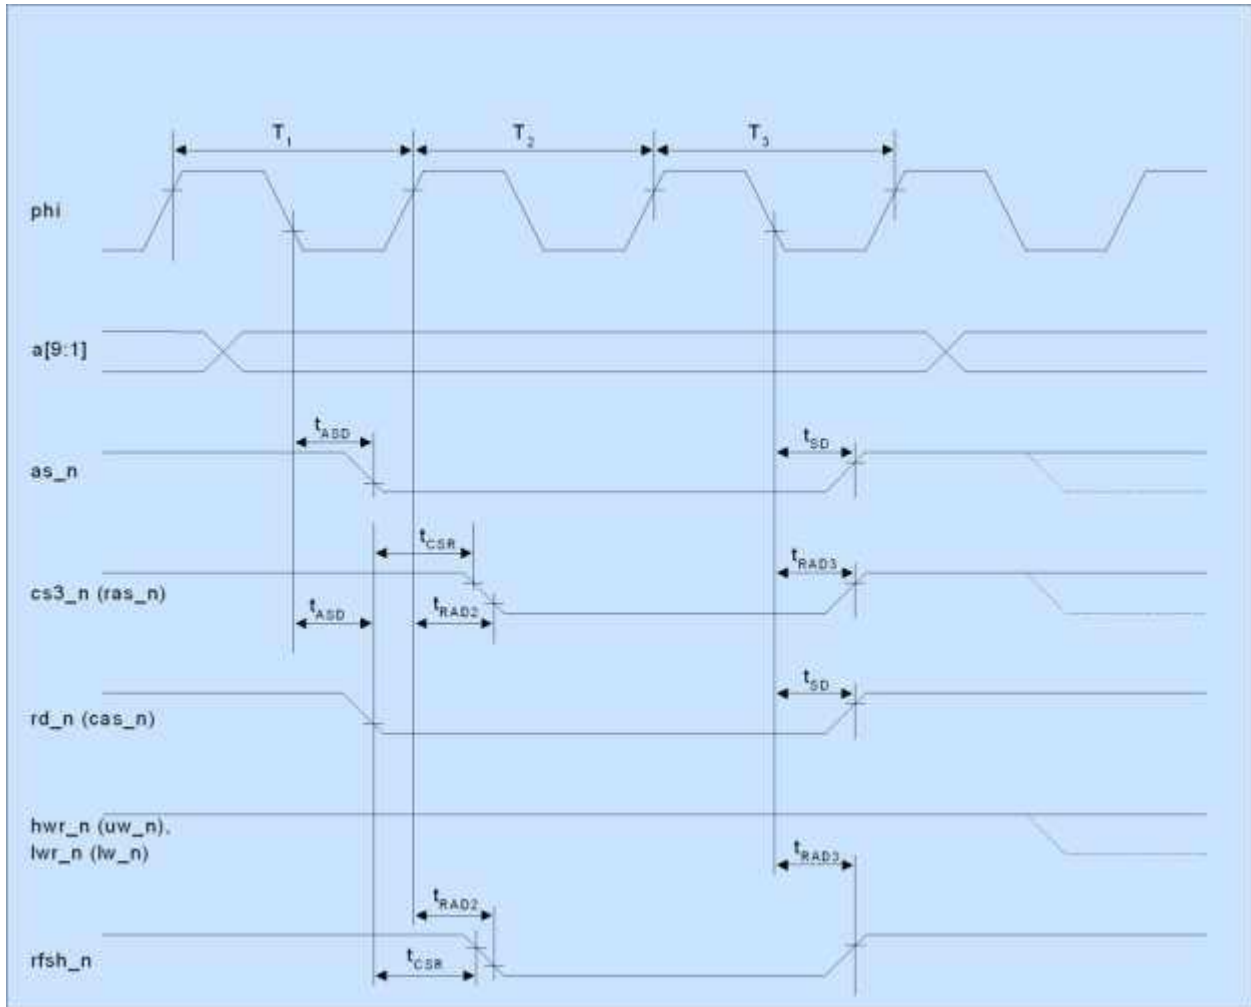 T1 T2 T3
phi
a[9:1]
tASD tSD
as_n
tCSR tRAD3
cs3_n (ras_n)
tASD tRAD2
tSD
rd_n (cas_n)
hwr_n (uw_n),
lwr_n (lw_n)
tRAD3
tRAD2
rfsh_n
tCSR